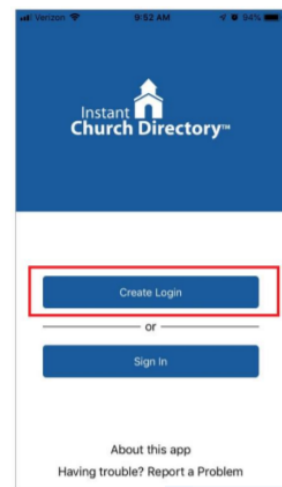 Verizon 9:52 AM 94%
Instant
Church Directory™
Create Login
or
Sign In
About this app
Having trouble? Report a Problem